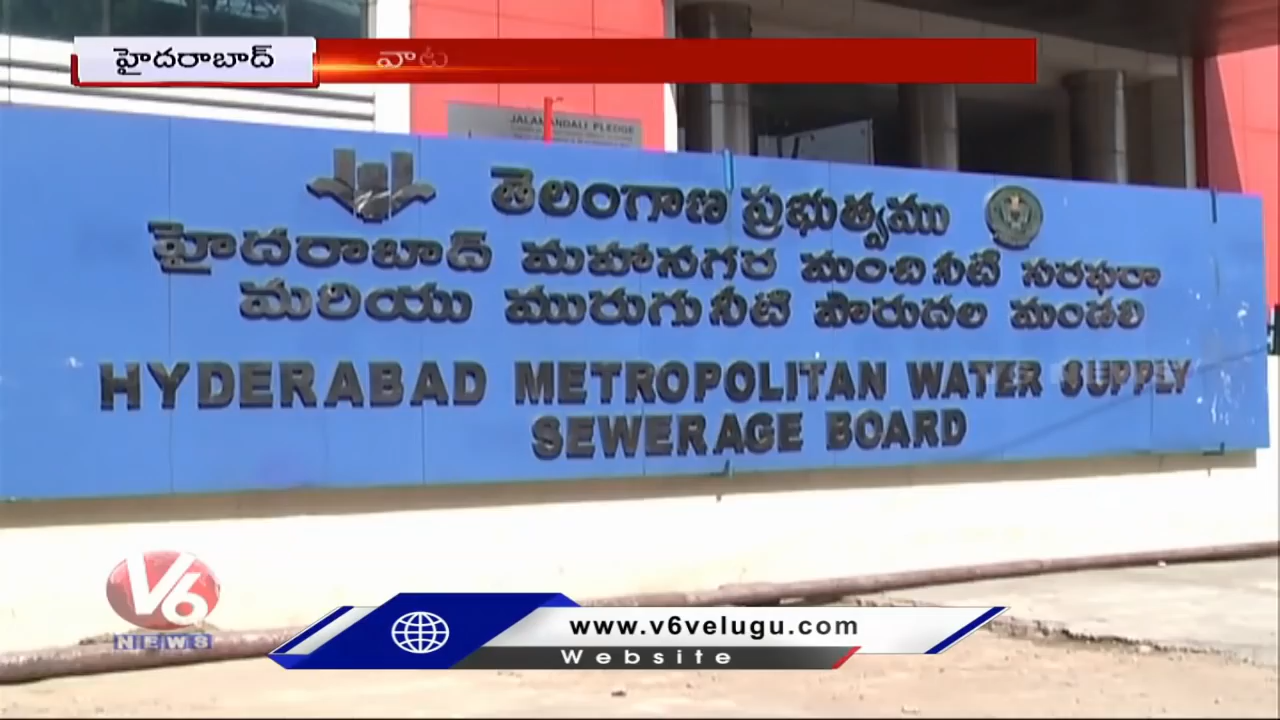 హైదరాబాద్ వాట
JALAMANDALI PLEDGE
తెలంగాణ ప్రభుత్వము
హైదరాబాద్ మహానగర మంచినీటి సరఫరా
మరియు మురుగునీటి పారుదల మండలి
HYDERABAD METROPOLITAN WATER SUPPLY
SEWERAGE BOARD
V6
NEWS
www.v6velugu.com
Website